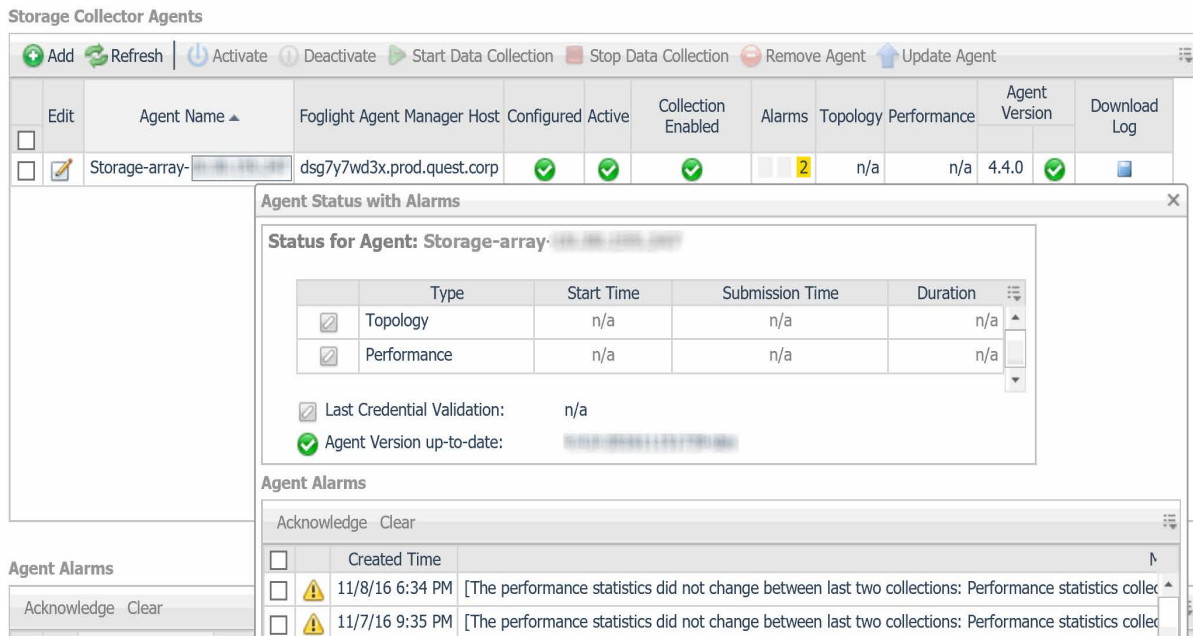 Storage Collector Agents
Add Refresh Activate Deactivate Start Data Collection Stop Data Collection Remove Agent Update Agent
Edit Agent Name Foglight Agent Manager Host Configured Active Collection Enabled Alarms Topology Performance Agent Version Download Log
Storage-array- dsg7y7wd3x.prod.quest.corp 2 n/a n/a 4.4.0
Agent Status with Alarms
Status for Agent: Storage-array-
Type Start Time Submission Time Duration
Topology n/a n/a n/a
Performance n/a n/a n/a
Last Credential Validation: n/a
Agent Version up-to-date:
Agent Alarms
Acknowledge Clear
Created Time
11/8/16 6:34 PM [The performance statistics did not change between last two collections: Performance statistics collec
11/7/16 9:35 PM [The performance statistics did not change between last two collections: Performance statistics collec
Agent Alarms
Acknowledge Clear